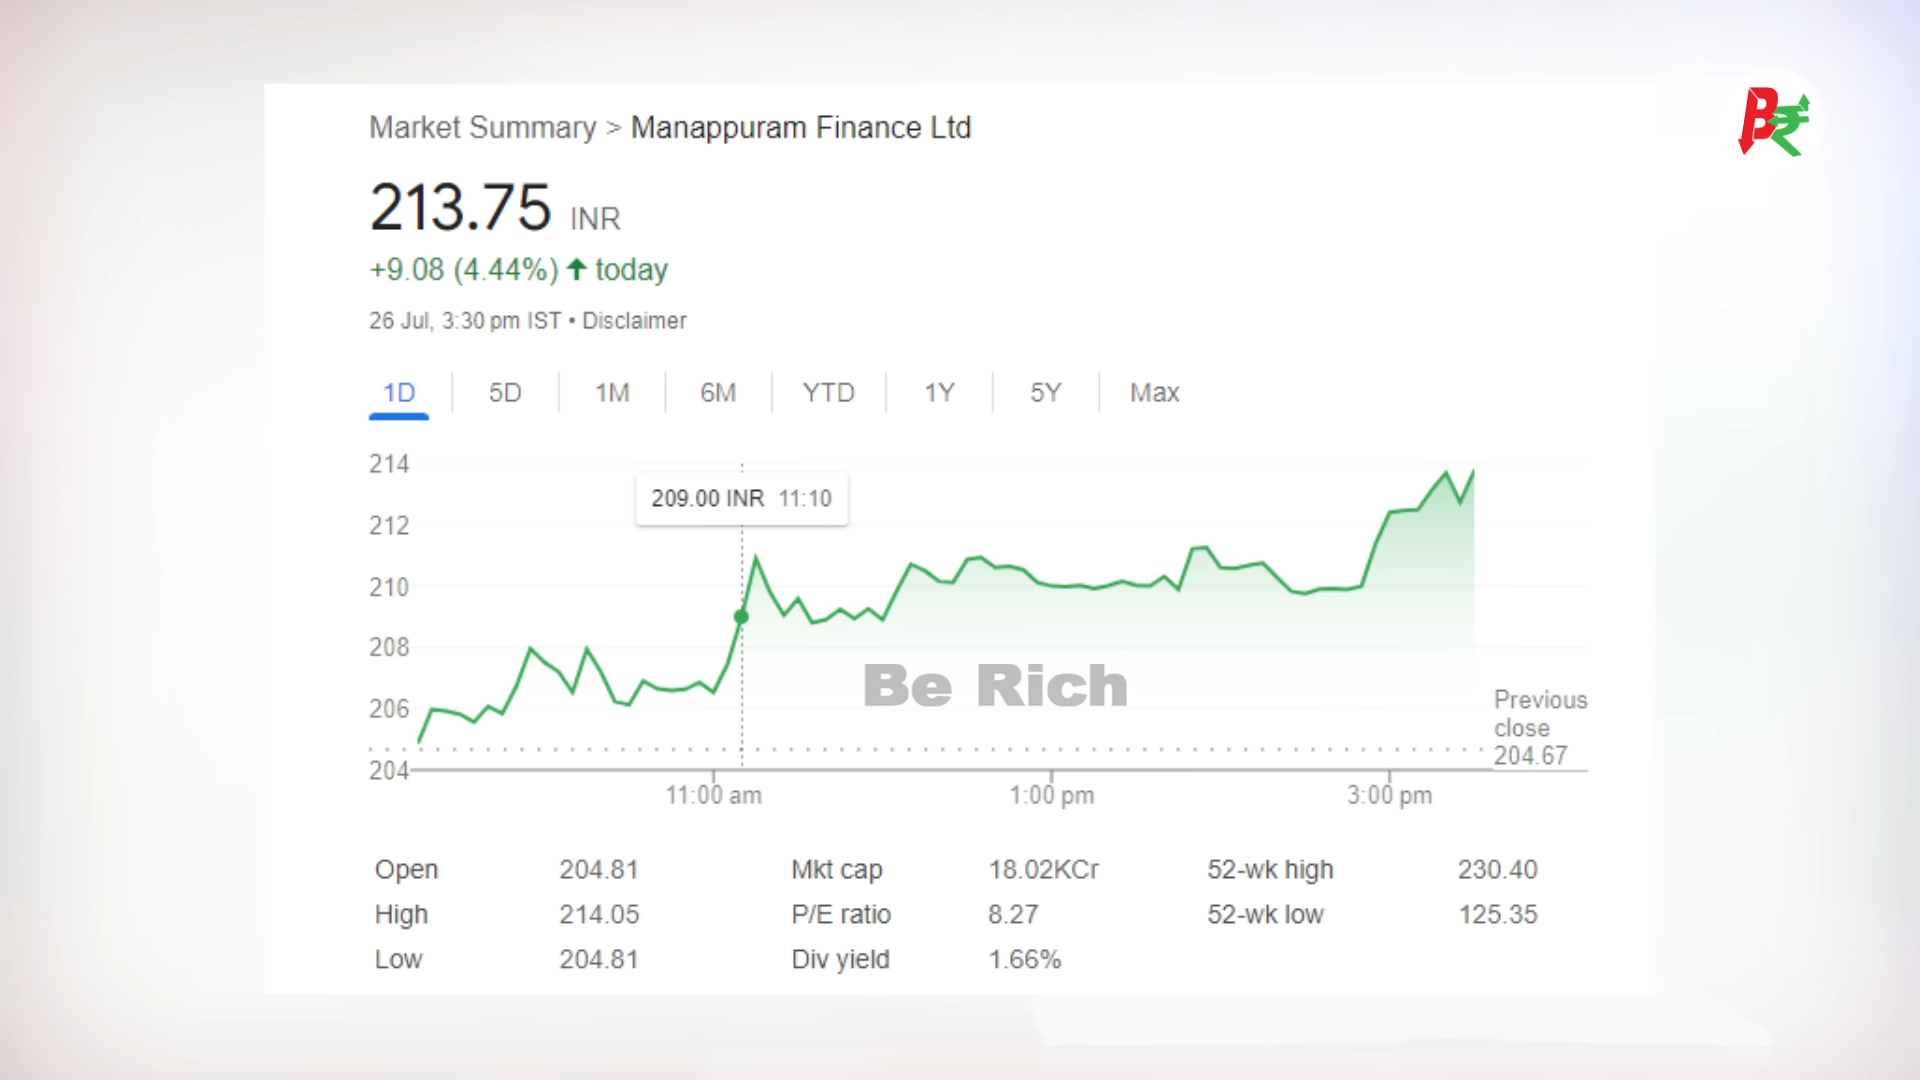 Market Summary > Manappuram Finance Ltd
213.75 INR
+9.08 (4.44%) ↑ today
26 Jul, 3:30 pm IST • Disclaimer
1D 5D 1M 6M YTD 1Y 5Y Max
214
209.00 INR 11:10
212
210
208
Be Rich
206
Previous
close
204.67
204
11:00 am 1:00 pm 3:00 pm
Open 204.81 Mkt cap 18.02KCr 52-wk high 230.40
High 214.05 P/E ratio 8.27 52-wk low 125.35
Low 204.81 Div yield 1.66%